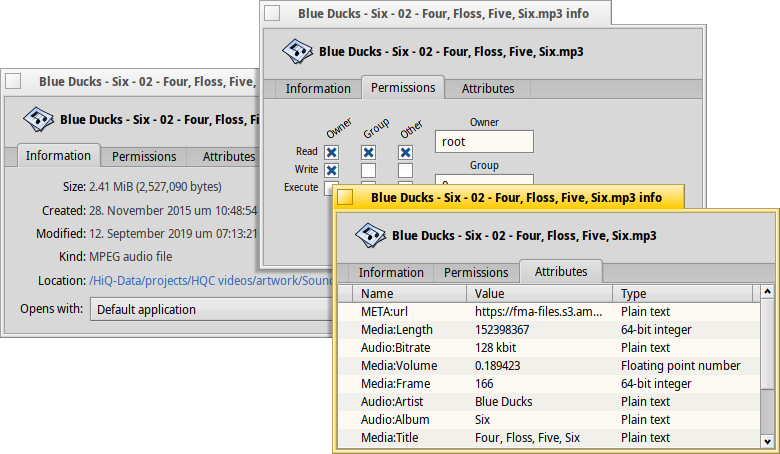 Blue Ducks - Six - 02 - Four, Floss, Five, Six.mp3 info
Blue Ducks - Six - 02 - Four, Floss, Five, Six.mp3
Information Permissions Attributes
Owner Group Other
Read
Write
Execute
Owner
root
Group
Blue Ducks - Six - 02 - Four, Floss, Five,
Blue Ducks - Six - 02 - Four, Floss, Fi
Information Permissions Attributes
Size: 2.41 MiB (2,527,090 bytes)
Created: 28. November 2015 um 10:48:54
Modified: 12. September 2019 um 07:13:21
Kind: MPEG audio file
Location: /HiQ-Data/projects/HQC videos/artwork/Soun
Opens with: Default application
Blue Ducks - Six - 02 - Four, Floss, Five, Six.mp3 info
Blue Ducks - Six - 02 - Four, Floss, Five, Six.mp3
Information Permissions Attributes
Name Value Type
META:url https://fma-files.s3.am... Plain text
Media:Length 152398367 64-bit integer
Audio:Bitrate 128 kbit Plain text
Media:Volume 0.189423 Floating point number
Media:Frame 166 64-bit integer
Audio:Artist Blue Ducks Plain text
Audio:Album Six Plain text
Media:Title Four, Floss, Five, Six Plain text